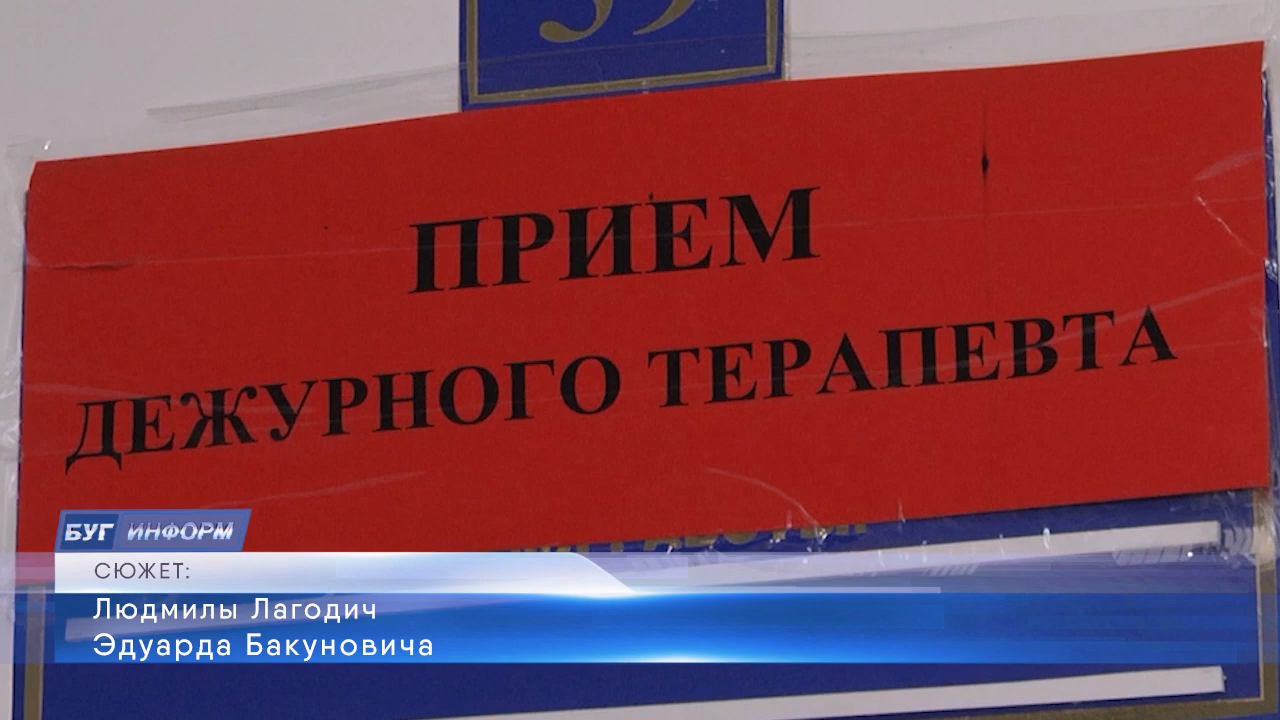 ПРИЕМ
ДЕЖУРНОГО ТЕРАПЕВТА
БУГ ИНФОРМ
СЮЖЕТ:
Людмилы Лагодич
Эдуарда Бакуновича